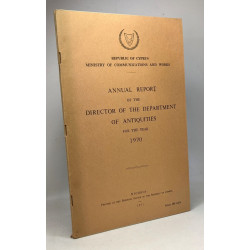 REPUBLIC OF CYPRUS
MINISTRY OF COMMUNICATIONS AND WORKS
ANNUAL REPORT
OF THE
DIRECTOR OF THE DEPARTMENT
OF ANTIQUITIES
FOR THE YEAR
1970